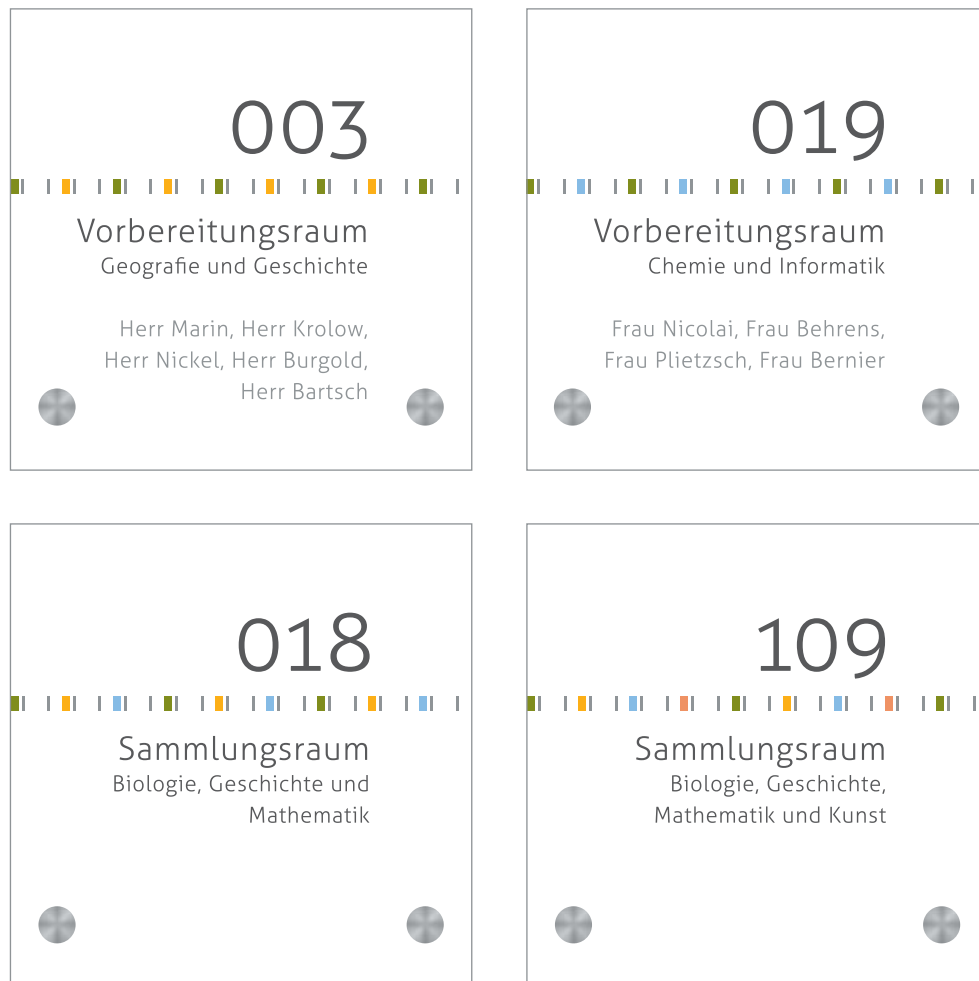 003
Vorbereitungsraum
Geografie und Geschichte
Herr Marin, Herr Krolow,
Herr Nickel, Herr Burgold,
Herr Bartsch
019
Vorbereitungsraum
Chemie und Informatik
Frau Nicolai, Frau Behrens,
Frau Plietzsch, Frau Bernier
018
Sammlungsraum
Biologie, Geschichte und
Mathematik
109
Sammlungsraum
Biologie, Geschichte,
Mathematik und Kunst